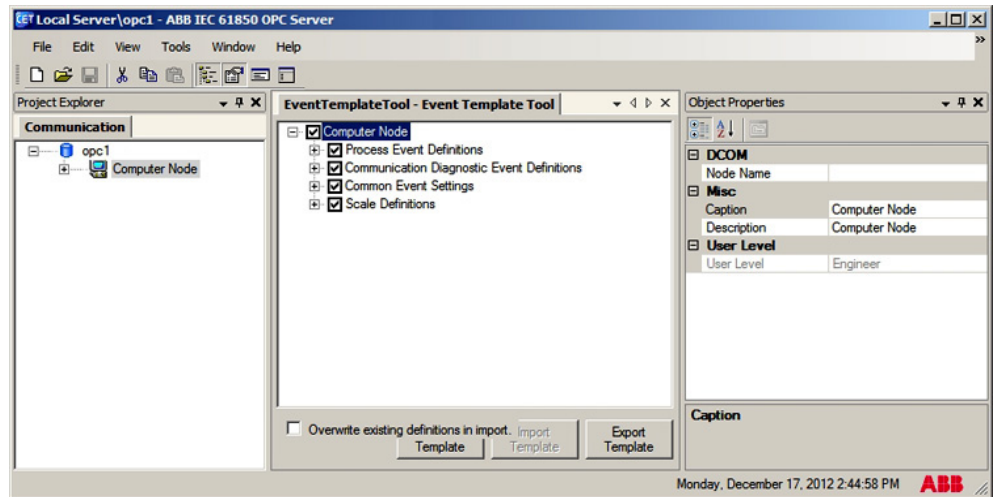 CET Local Server\opc1 - ABB IEC 61850 OPC Server
File Edit View Tools Window Help
Project Explorer
Communication
opc1
Computer Node
EventTemplateTool - Event Template Tool
Computer Node
Process Event Definitions
Communication Diagnostic Event Definitions
Common Event Settings
Scale Definitions
Overwrite existing definitions in import.
Template
Import Template
Export Template
Object Properties
DCOM
Node Name
Misc
Caption Computer Node
Description Computer Node
User Level
User Level Engineer
Caption
Monday, December 17, 2012 2:44:58 PM
ABB